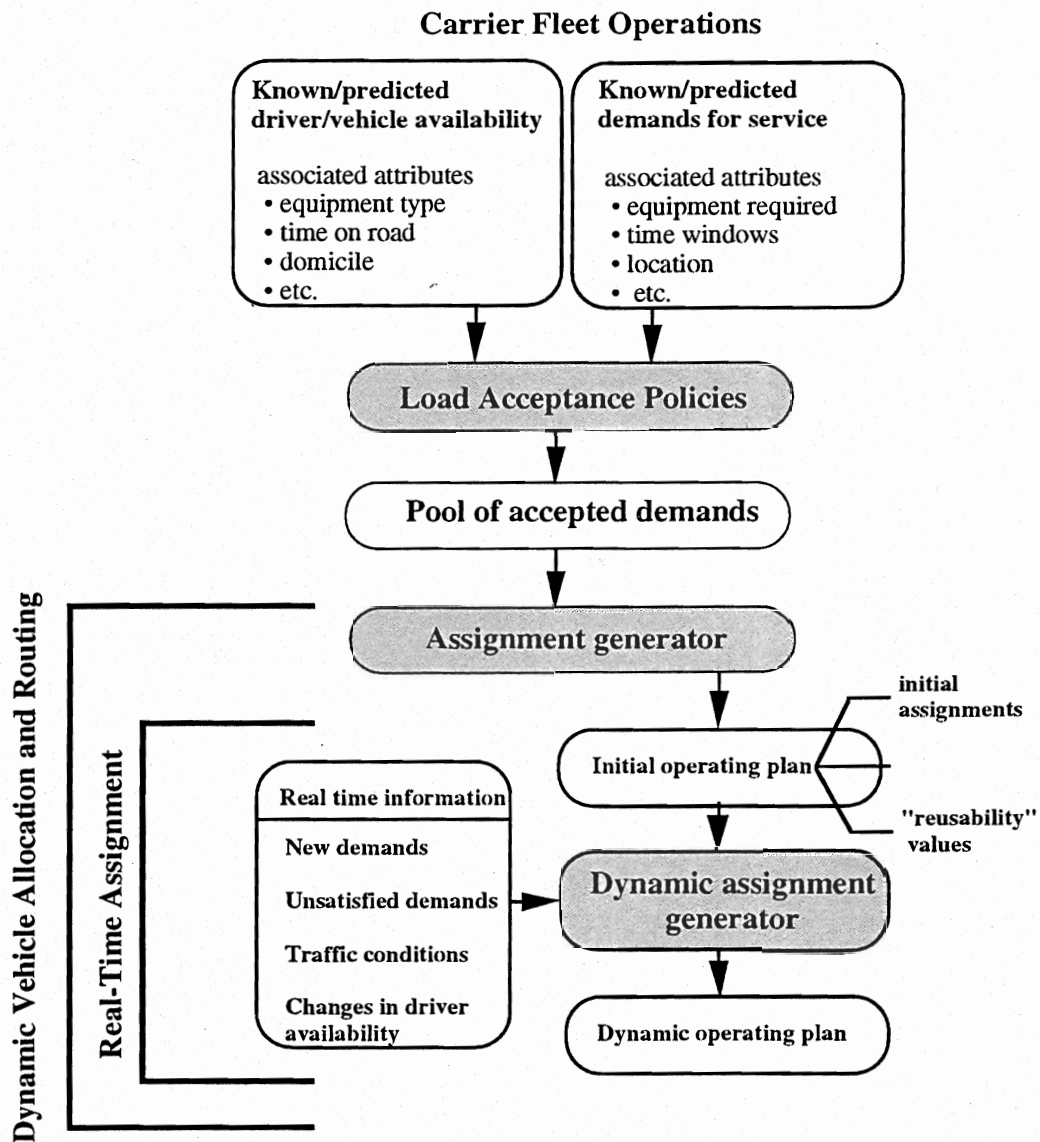 Carrier Fleet Operations
Known/predicted
driver/vehicle availability
associated attributes
• equipment type
• time on road
• domicile
• etc.
Known/predicted
demands for service
associated attributes
• equipment required
• time windows
• location
• etc.
Load Acceptance Policies
Pool of accepted demands
Assignment generator
Initial operating plan
initial
assignments
"reusability"
values
Real time information
New demands
Unsatisfied demands
Traffic conditions
Changes in driver
availability
Dynamic assignment
generator
Dynamic operating plan
Real-Time Assignment
Dynamic Vehicle Allocation and Routing